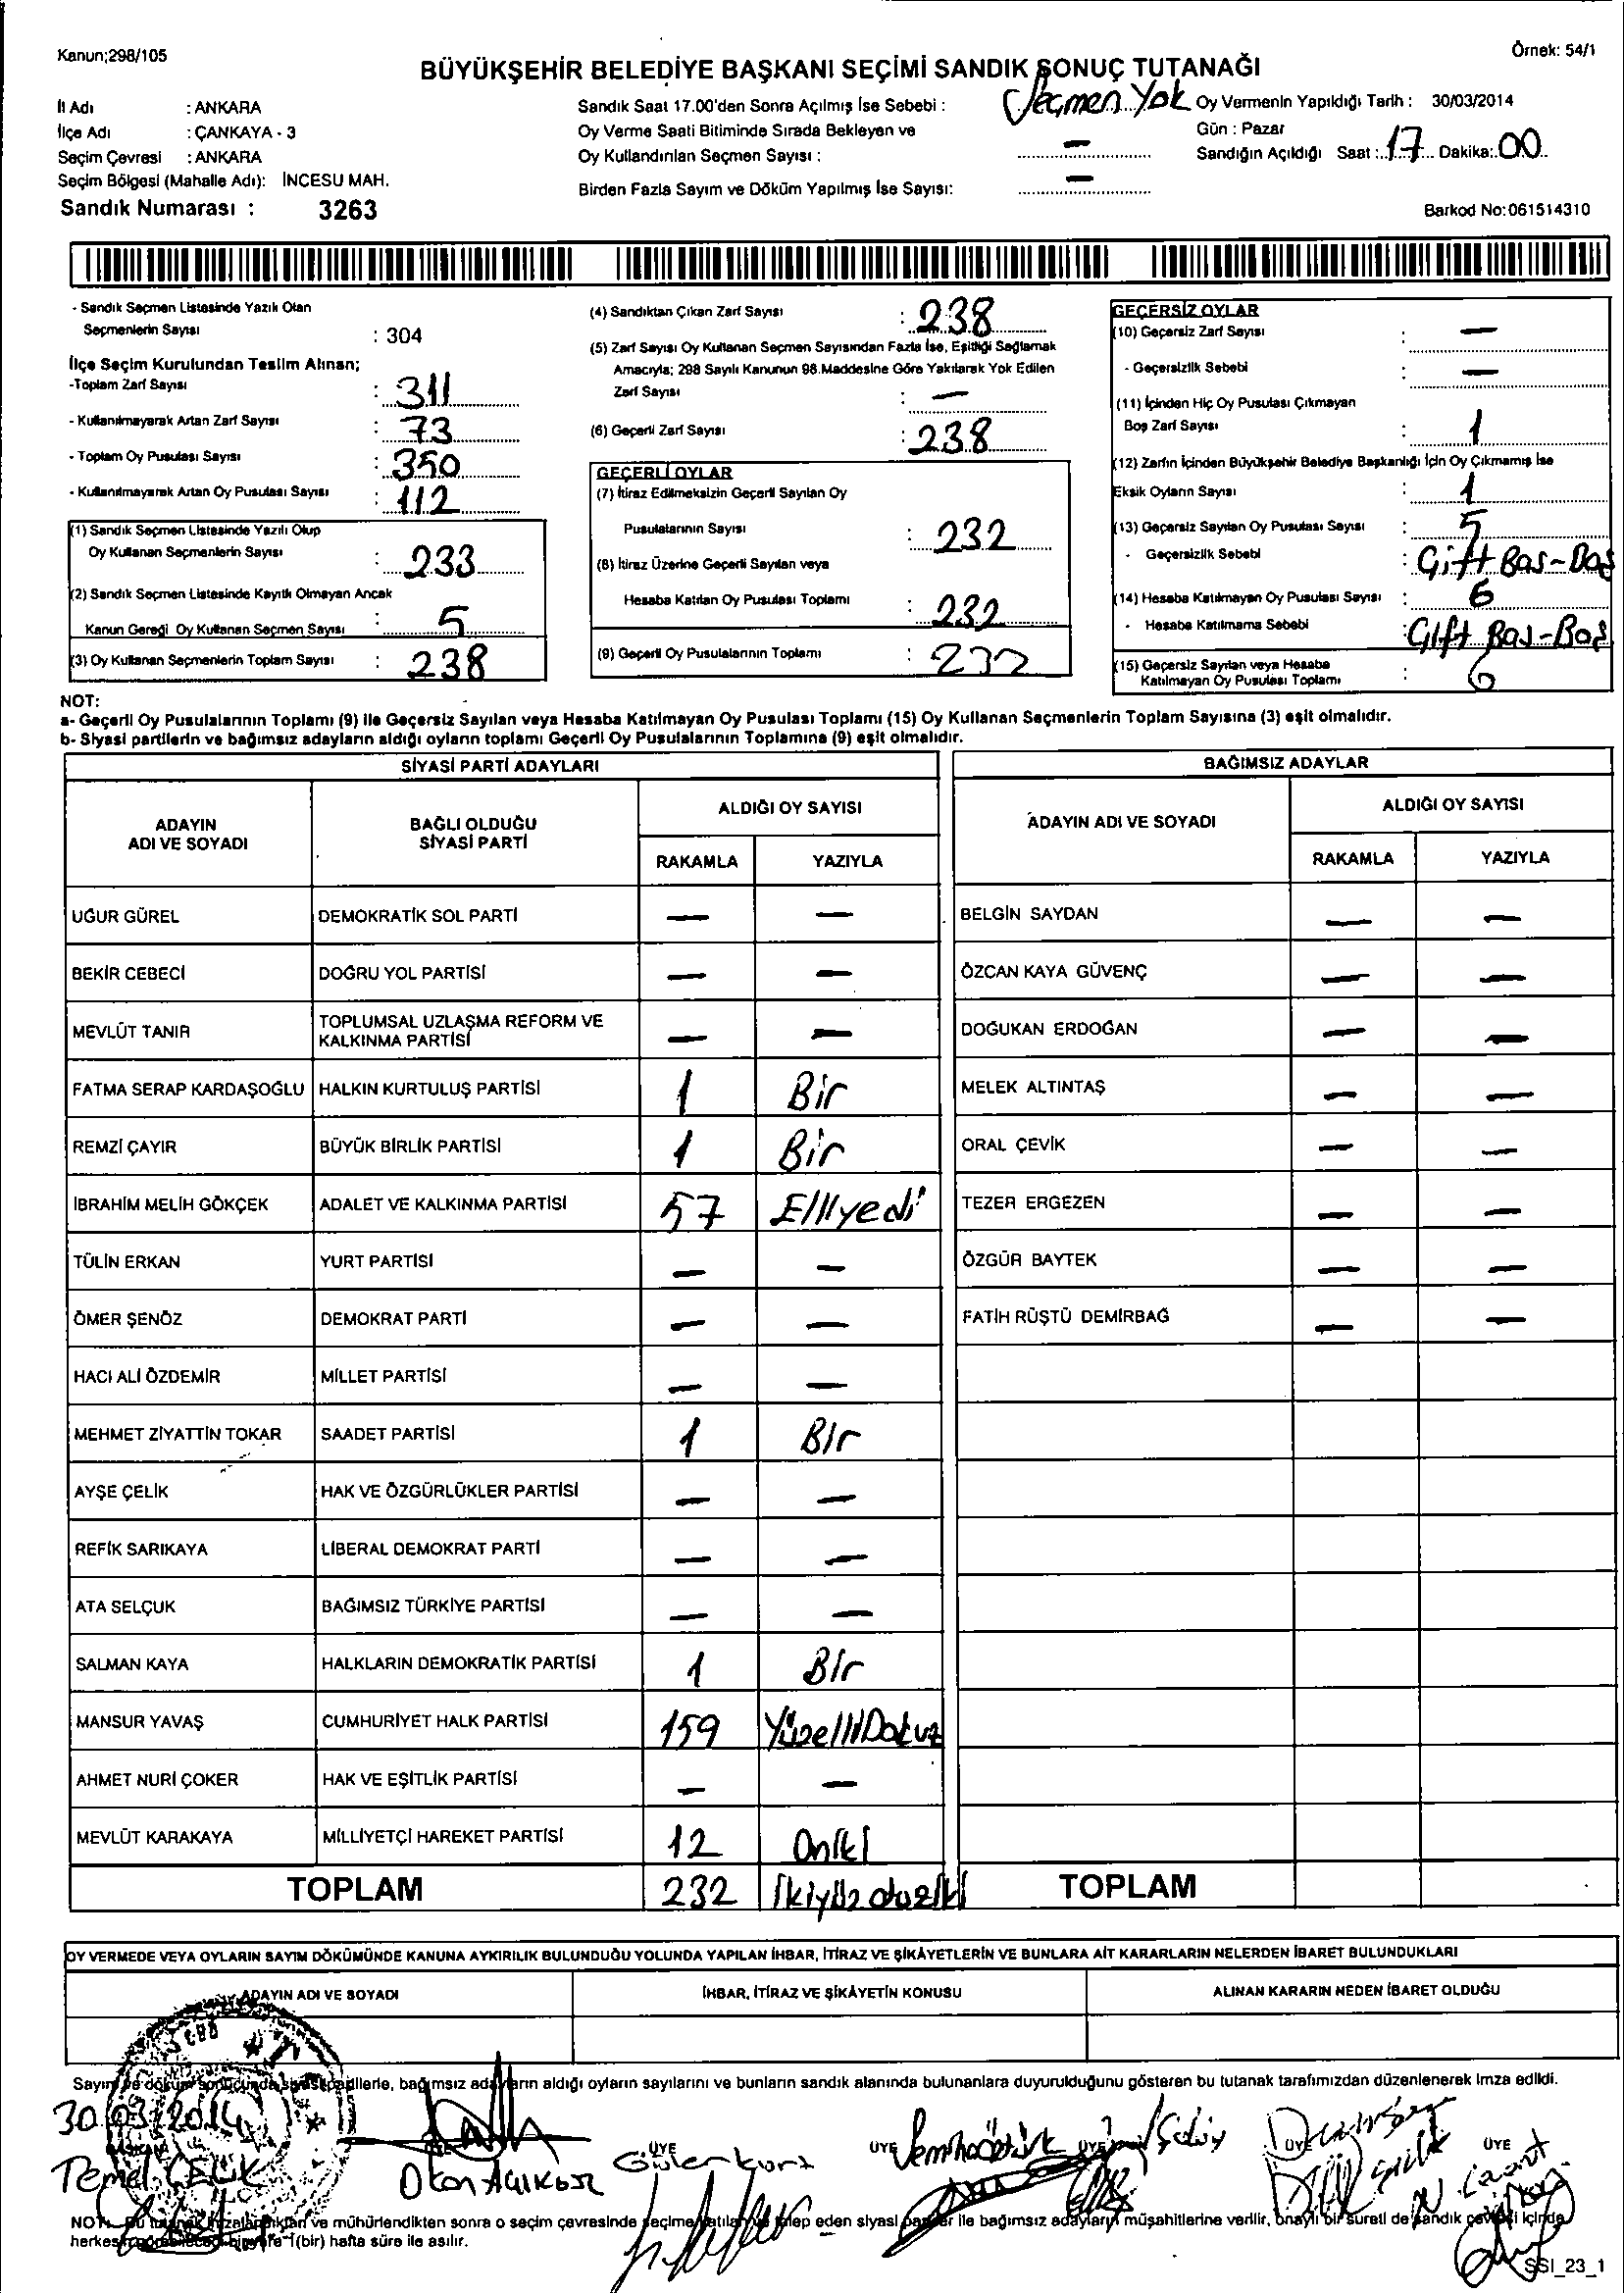 Kanun;298/105
Örnek: 54/1
BÜYÜKŞEHİR BELEDİYE BAŞKANI SEÇİMİ SANDIK SONUÇ TUTANAĞI
İl Adı : ANKARA
İlçe Adı : ÇANKAYA - 3
Seçim Çevresi : ANKARA
Seçim Bölgesi (Mahalle Adı): İNCESU MAH.
Sandık Numarası : 3263
Sandık Saat 17.00'den Sonra Açılmış İse Sebebi : Seçmen Yok
Oy Verme Saati Bitiminde Sırada Bekleyen ve
Oy Kullandırılan Seçmen Sayısı : —
Birden Fazla Sayım ve Döküm Yapılmış İse Sayısı: —
Oy Vermenin Yapıldığı Tarih : 30/03/2014
Gün : Pazar
Sandığın Açıldığı Saat : 17 Dakika: 00
Barkod No:061514310
- Sandık Seçmen Listesinde Yazılı Olan
Seçmenlerin Sayısı : 304
İlçe Seçim Kurulundan Teslim Alınan;
-Toplam Zarf Sayısı : 311
- Kullanılmayarak Artan Zarf Sayısı : 73
- Toplam Oy Pusulası Sayısı : 350
- Kullanılmayarak Artan Oy Pusulası Sayısı : 112
(1) Sandık Seçmen Listesinde Yazılı Olup
Oy Kullanan Seçmenlerin Sayısı : 233
(2) Sandık Seçmen Listesinde Kayıtlı Olmayan Ancak
Kanun Gereği Oy Kullanan Seçmen Sayısı : 5
(3) Oy Kullanan Seçmenlerin Toplam Sayısı : 238
(4) Sandıktan Çıkan Zarf Sayısı : 238
(5) Zarf Sayısı Oy Kullanan Seçmen Sayısından Fazla İse, Eşitliği Sağlamak
Amacıyla; 298 Sayılı Kanunun 98.Maddesine Göre Yakılarak Yok Edilen
Zarf Sayısı : —
(6) Geçerli Zarf Sayısı : 238
GEÇERLİ OYLAR
(7) İtiraz Edilmeksizin Geçerli Sayılan Oy
Pusulalarının Sayısı : 232
(8) İtiraz Üzerine Geçerli Sayılan veya
Hesaba Katılan Oy Pusulası Toplamı : 232
(9) Geçerli Oy Pusulalarının Toplamı : 232
GEÇERSİZ OYLAR
(10) Geçersiz Zarf Sayısı : —
- Geçersizlik Sebebi : —
(11) İçinden Hiç Oy Pusulası Çıkmayan
Boş Zarf Sayısı : 1
(12) Zarfın İçinden Büyükşehir Belediye Başkanlığı İçin Oy Çıkmamış İse
Eksik Oyların Sayısı : 1
(13) Geçersiz Sayılan Oy Pusulası Sayısı : 5
- Geçersizlik Sebebi : Çift Bas-Boş
(14) Hesaba Katılmayan Oy Pusulası Sayısı : 6
- Hesaba Katılmama Sebebi : Çift Bas-Boş
(15) Geçersiz Sayılan veya Hesaba
Katılmayan Oy Pusulası Toplamı : 6
NOT:
a- Geçerli Oy Pusulalarının Toplamı (9) ile Geçersiz Sayılan veya Hesaba Katılmayan Oy Pusulası Toplamı (15) Oy Kullanan Seçmenlerin Toplam Sayısına (3) eşit olmalıdır.
b- Siyasi partilerin ve bağımsız adayların aldığı oyların toplamı Geçerli Oy Pusulalarının Toplamına (9) eşit olmalıdır.
SİYASİ PARTİ ADAYLARI
ADAYIN ADI VE SOYADI BAĞLI OLDUĞU SİYASİ PARTİ ALDIĞI OY SAYISI
RAKAMLA YAZIYLA
UĞUR GÜREL DEMOKRATİK SOL PARTİ — —
BEKİR CEBECİ DOĞRU YOL PARTİSİ — —
MEVLÜT TANIR TOPLUMSAL UZLAŞMA REFORM VE KALKINMA PARTİSİ — —
FATMA SERAP KARDAŞOĞLU HALKIN KURTULUŞ PARTİSİ 1 Bir
REMZİ ÇAYIR BÜYÜK BİRLİK PARTİSİ 1 Bir
İBRAHİM MELİH GÖKÇEK ADALET VE KALKINMA PARTİSİ 57 Elliyedi
TÜLİN ERKAN YURT PARTİSİ — —
ÖMER ŞENÖZ DEMOKRAT PARTİ — —
HACI ALİ ÖZDEMİR MİLLET PARTİSİ — —
MEHMET ZİYATTİN TOKAR SAADET PARTİSİ 1 Bir
AYŞE ÇELİK HAK VE ÖZGÜRLÜKLER PARTİSİ — —
REFİK SARIKAYA LİBERAL DEMOKRAT PARTİ — —
ATA SELÇUK BAĞIMSIZ TÜRKİYE PARTİSİ — —
SALMAN KAYA HALKLARIN DEMOKRATİK PARTİSİ 1 Bir
MANSUR YAVAŞ CUMHURİYET HALK PARTİSİ 159 YüzelliDokuz
AHMET NURİ ÇOKER HAK VE EŞİTLİK PARTİSİ — —
MEVLÜT KARAKAYA MİLLİYETÇİ HAREKET PARTİSİ 12 Oniki
TOPLAM 232 İkiyüzotuziki
BAĞIMSIZ ADAYLAR
ADAYIN ADI VE SOYADI ALDIĞI OY SAYISI
RAKAMLA YAZIYLA
BELGİN SAYDAN — —
ÖZCAN KAYA GÜVENÇ — —
DOĞUKAN ERDOĞAN — —
MELEK ALTINTAŞ — —
ORAL ÇEVİK — —
TEZER ERGEZEN — —
ÖZGÜR BAYTEK — —
FATİH RÜŞTÜ DEMİRBAĞ — —
TOPLAM
OY VERMEDE VEYA OYLARIN SAYIM DÖKÜMÜNDE KANUNA AYKIRILIK BULUNDUĞU YOLUNDA YAPILAN İHBAR, İTİRAZ VE ŞİKÂYETLERİN VE BUNLARA AİT KARARLARIN NELERDEN İBARET BULUNDUKLARI
ADAYIN ADI VE SOYADI İHBAR, İTİRAZ VE ŞİKÂYETİN KONUSU ALINAN KARARIN NEDEN İBARET OLDUĞU
Sayım ve döküm sonucunda siyasi partilerle, bağımsız adayların aldığı oyların sayılarını ve bunların sandık alanında bulunanlara duyurulduğunu gösteren bu tutanak tarafımızdan düzenlenerek imza edildi.
30.03.2014
BAŞKAN ÜYE ÜYE ÜYE ÜYE ÜYE
Temel ÇELİK Okan Açıkköse Gülen Kurt
NOT: Bu tutanak imzalandıktan ve mühürlendikten sonra o seçim çevresinde seçime katılan ve talep eden siyasi partiler ile bağımsız adayların müşahitlerine verilir, onaylı bir sureti de sandık çevresi içinde
herkesin görebileceği bir yere 1(bir) hafta süre ile asılır.
SSI_23_1